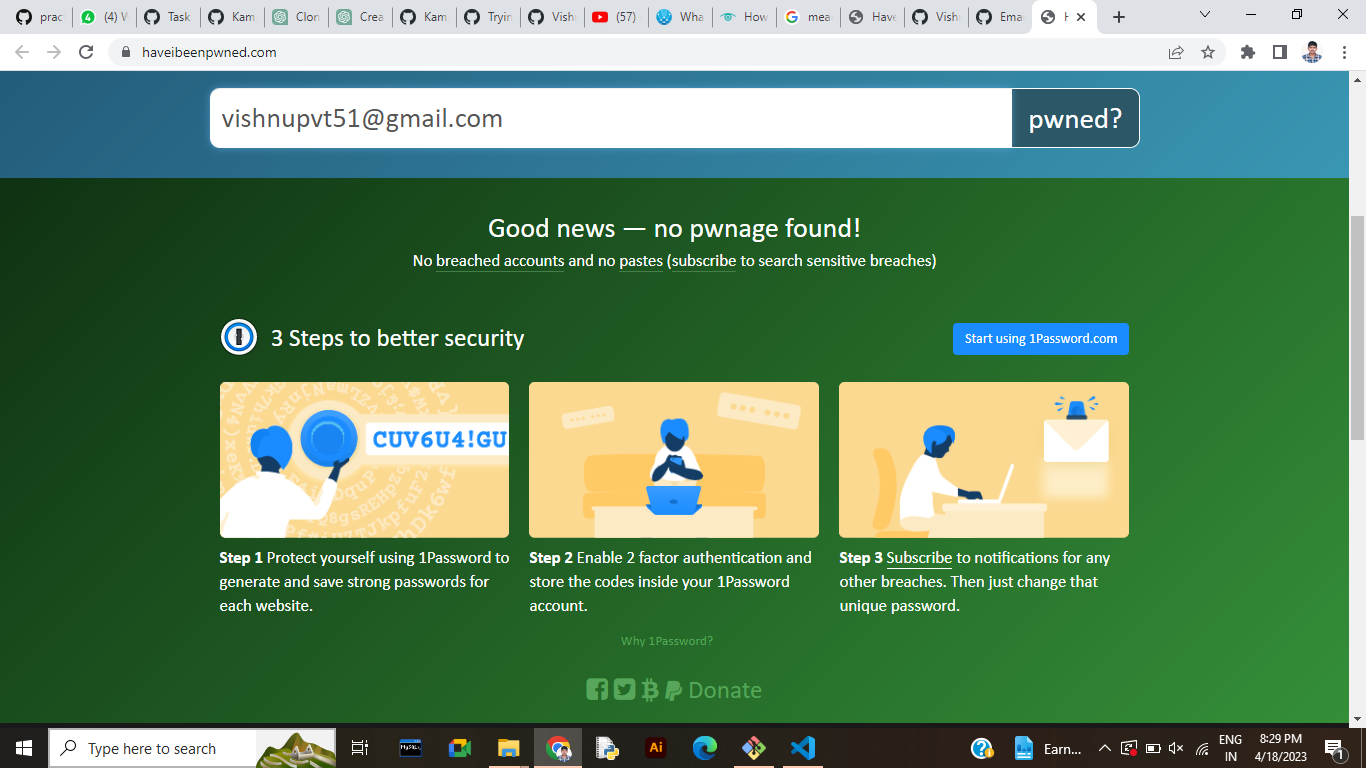 prac
(4) V
Task
Kam
Clon
Crea
Kam
Tryin
Vishn
(57)
Wha
How
mea
Have
Vishn
Ema
haveibeenpwned.com
vishnupvt51@gmail.com
pwned?
Good news — no pwnage found!
No breached accounts and no pastes (subscribe to search sensitive breaches)
3 Steps to better security
Start using 1Password.com
CUV6U4!GU
Step 1 Protect yourself using 1Password to
generate and save strong passwords for
each website.
Step 2 Enable 2 factor authentication and
store the codes inside your 1Password
account.
Step 3 Subscribe to notifications for any
other breaches. Then just change that
unique password.
Why 1Password?
Donate
Type here to search
MySQL
Ai
Earn...
ENG
IN
8:29 PM
4/18/2023
1